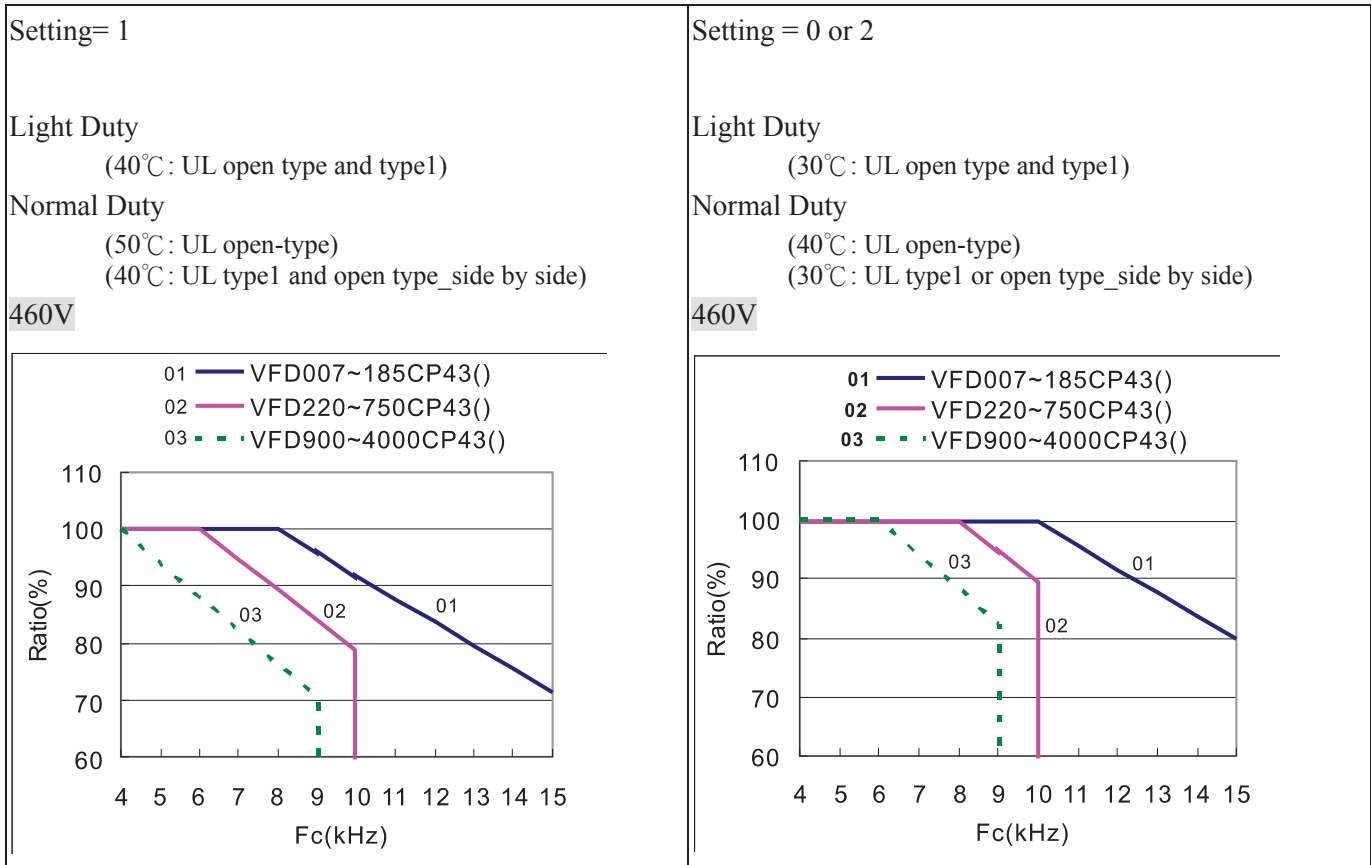 Setting= 1
Light Duty
(40℃: UL open type and type1)
Normal Duty
(50℃: UL open-type)
(40℃: UL type1 and open type_side by side)
460V
01 VFD007~185CP43()
02 VFD220~750CP43()
03 VFD900~4000CP43()
110
100
90
80
70
60
Ratio(%)
03
02
01
4 5 6 7 8 9 10 11 12 13 14 15
Fc(kHz)
Setting = 0 or 2
Light Duty
(30℃: UL open type and type1)
Normal Duty
(40℃: UL open-type)
(30℃: UL type1 or open type_side by side)
460V
01 VFD007~185CP43()
02 VFD220~750CP43()
03 VFD900~4000CP43()
110
100
90
80
70
60
Ratio(%)
03
01
02
4 5 6 7 8 9 10 11 12 13 14 15
Fc(kHz)